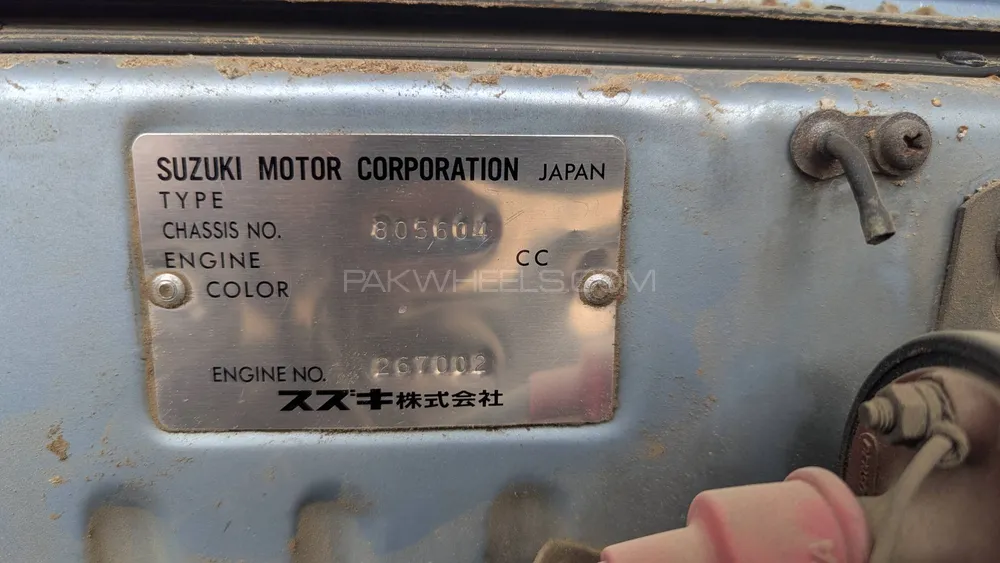 SUZUKI MOTOR CORPORATION JAPAN
TYPE
CHASSIS NO. 805604
ENGINE CC
COLOR
PAKWHEELS.COM
ENGINE NO. 267002
スズキ株式会社